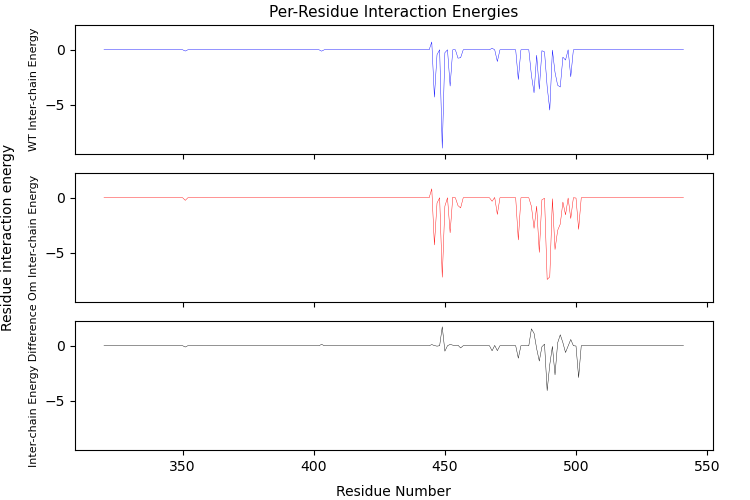 Per-Residue Interaction Energies
WT Inter-chain Energy
0
−5
Om Inter-chain Energy
0
−5
Inter-chain Energy Difference
0
−5
350
400
450
500
550
Residue interaction energy
Residue Number